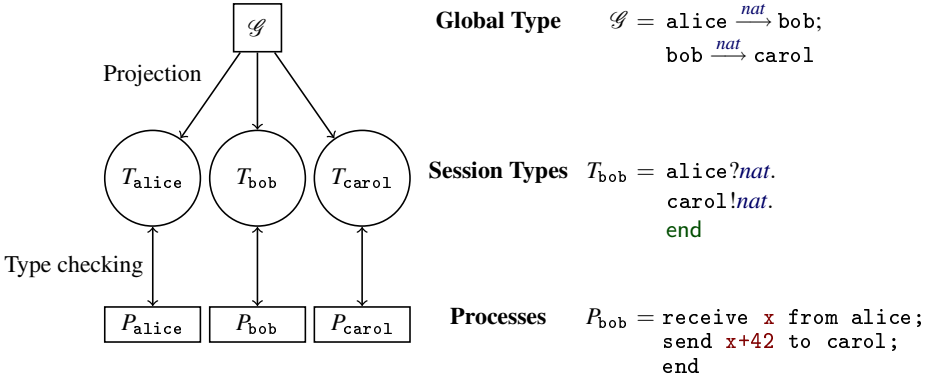 𝒢
Global Type 𝒢 = alice —nat→ bob;
bob —nat→ carol
Projection
T_alice T_bob T_carol
Session Types T_bob = alice?nat.
carol!nat.
end
Type checking
P_alice P_bob P_carol
Processes P_bob = receive x from alice;
send x+42 to carol;
end